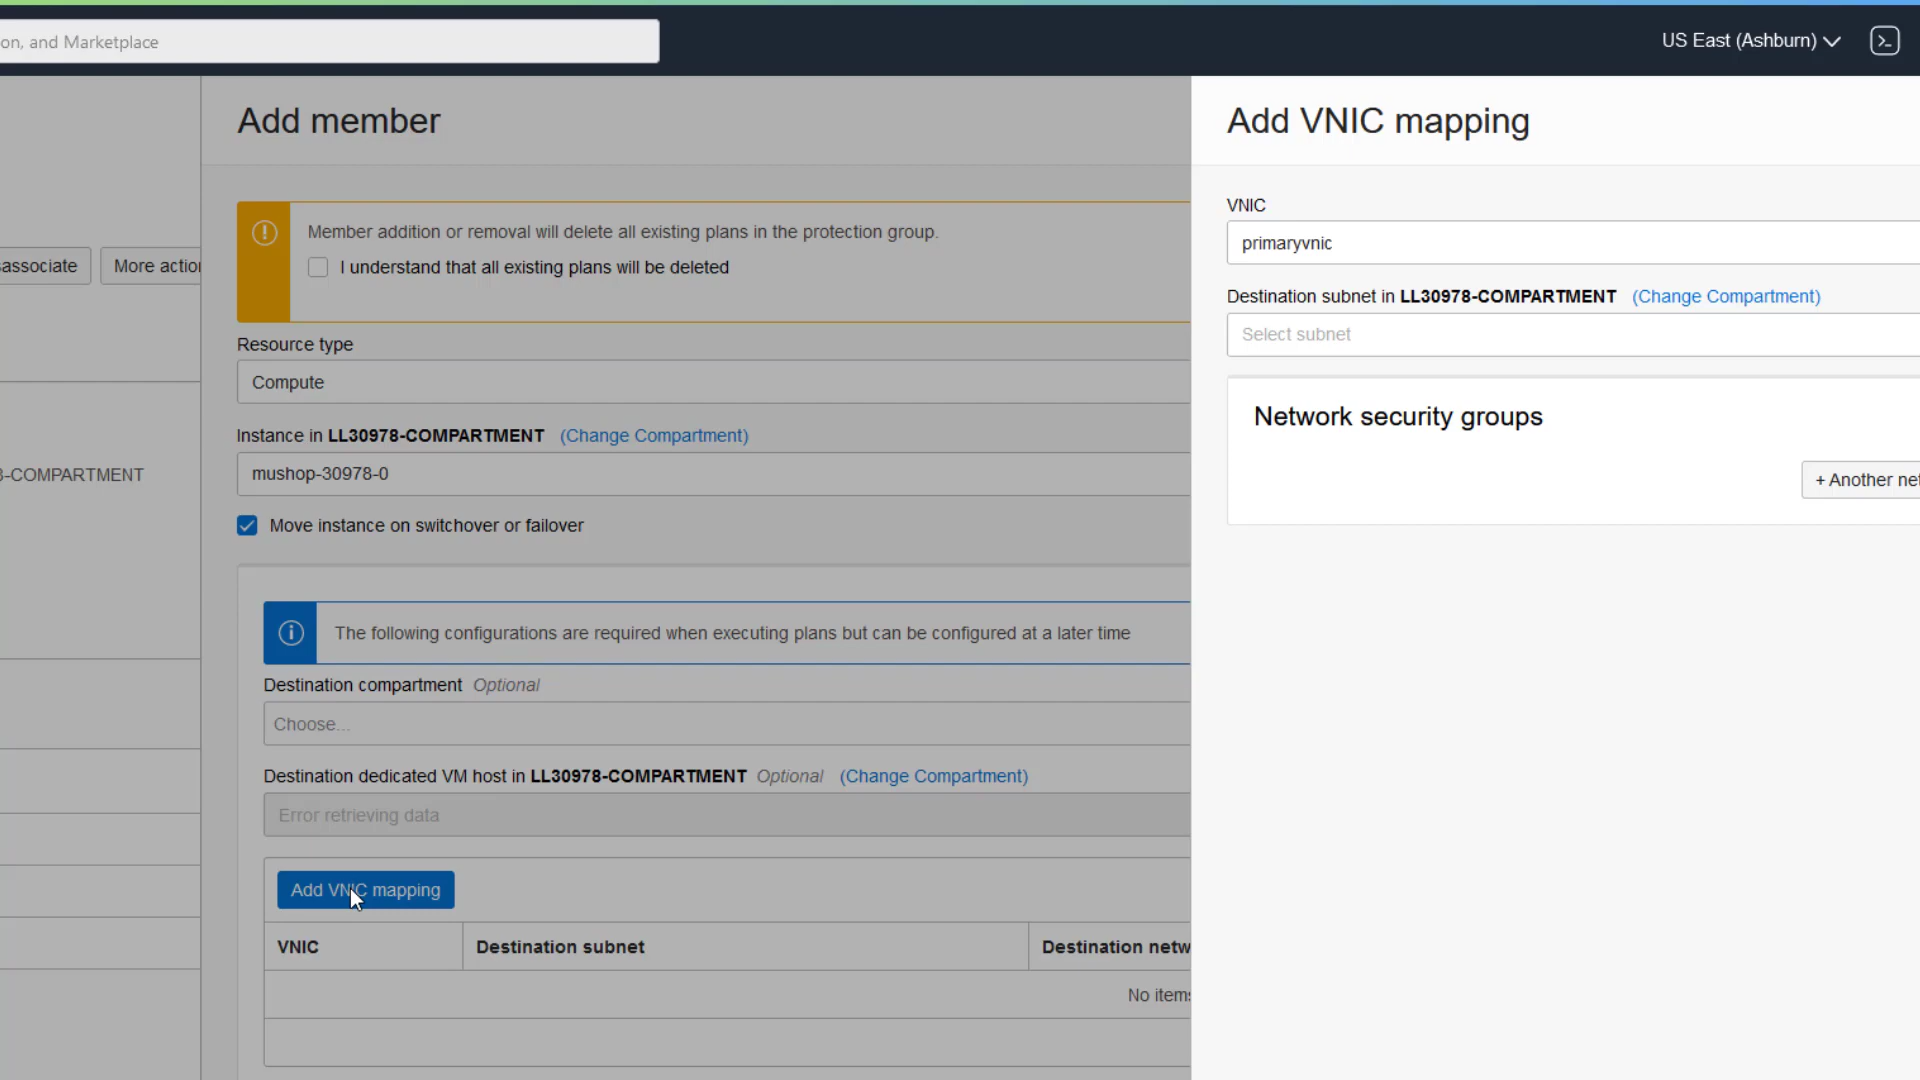 on, and Marketplace
US East (Ashburn)
Add member
Member addition or removal will delete all existing plans in the protection group.
I understand that all existing plans will be deleted
associate
More action
Resource type
Compute
Instance in LL30978-COMPARTMENT (Change Compartment)
mushop-30978-0
-COMPARTMENT
Move instance on switchover or failover
The following configurations are required when executing plans but can be configured at a later time
Destination compartment Optional
Choose...
Destination dedicated VM host in LL30978-COMPARTMENT Optional (Change Compartment)
Error retrieving data
Add VNIC mapping
VNIC
Destination subnet
Destination netw
No items
Add VNIC mapping
VNIC
primaryvnic
Destination subnet in LL30978-COMPARTMENT (Change Compartment)
Select subnet
Network security groups
+ Another net